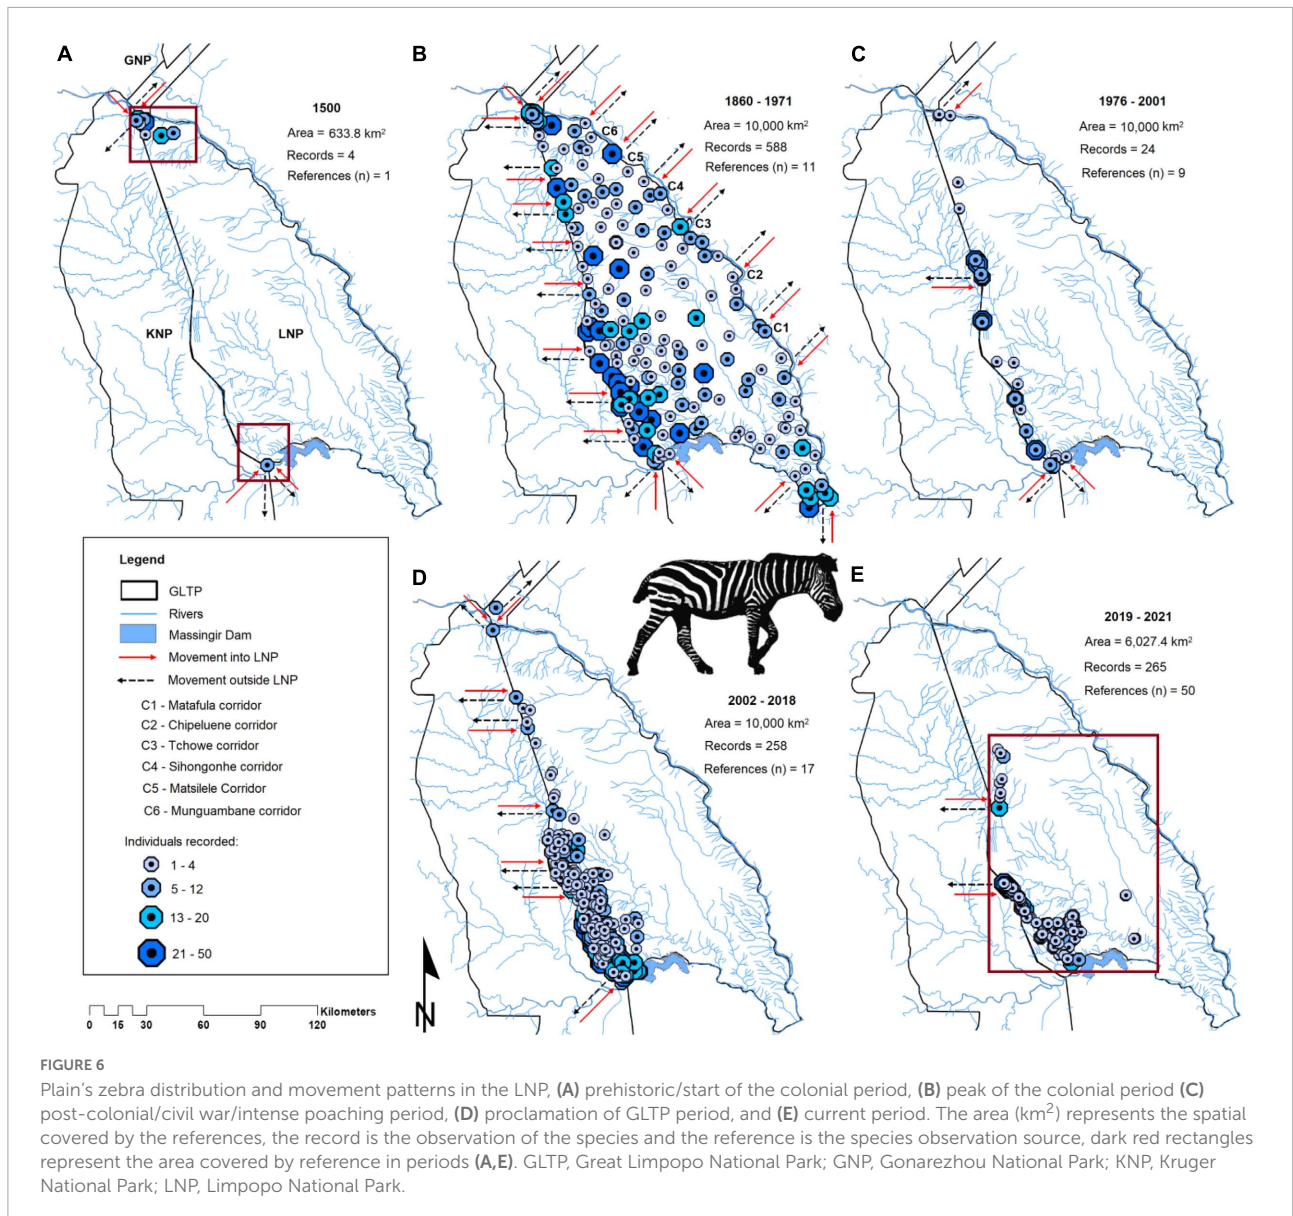 A
GNP
1500
Area = 633.8 km²
Records = 4
References (n) = 1
KNP
LNP
B
1860 - 1971
Area = 10,000 km²
Records = 588
References (n) = 11
C6
C5
C4
C3
C2
C1
C
1976 - 2001
Area = 10,000 km²
Records = 24
References (n) = 9
Legend
GLTP
Rivers
Massingir Dam
Movement into LNP
Movement outside LNP
C1 - Matafula corridor
C2 - Chipeluene corridor
C3 - Tchowe corridor
C4 - Sihongonhe corridor
C5 - Matsilele Corridor
C6 - Munguambane corridor
Individuals recorded:
1 - 4
5 - 12
13 - 20
21 - 50
Kilometers
0 15 30 60 90 120
D
2002 - 2018
Area = 10,000 km²
Records = 258
References (n) = 17
N
E
2019 - 2021
Area = 6,027.4 km²
Records = 265
References (n) = 50
FIGURE 6
Plain's zebra distribution and movement patterns in the LNP, (A) prehistoric/start of the colonial period, (B) peak of the colonial period (C)
post-colonial/civil war/intense poaching period, (D) proclamation of GLTP period, and (E) current period. The area (km²) represents the spatial
covered by the references, the record is the observation of the species and the reference is the species observation source, dark red rectangles
represent the area covered by reference in periods (A,E). GLTP, Great Limpopo National Park; GNP, Gonarezhou National Park; KNP, Kruger
National Park; LNP, Limpopo National Park.